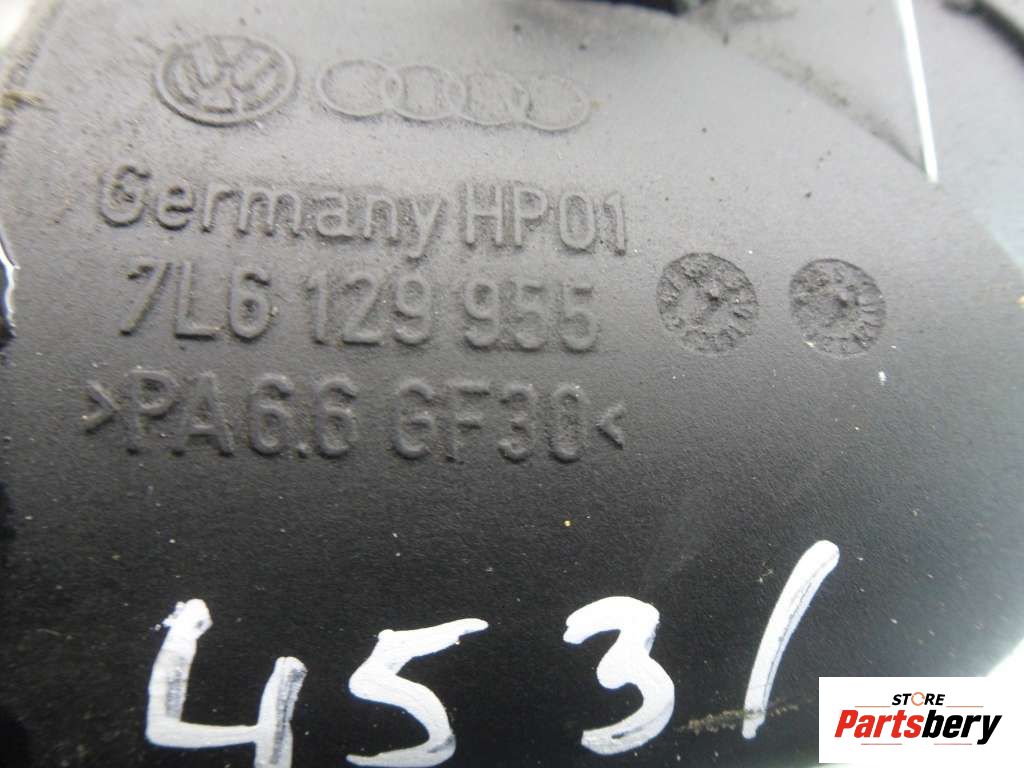 Germany HP01
7L6 129 955
>PA6.6 GF30<
4531
STORE
Partsbery